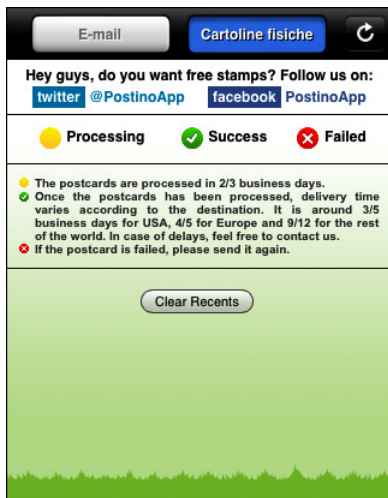 E-mail Cartoline fisiche
Hey guys, do you want free stamps? Follow us on:
twitter @PostinoApp facebook PostinoApp
Processing Success Failed
The postcards are processed in 2/3 business days.
Once the postcards has been processed, delivery time
varies according to the destination. It is around 3/5
business days for USA, 4/5 for Europe and 9/12 for the rest
of the world. In case of delays, feel free to contact us.
If the postcard is failed, please send it again.
Clear Recents